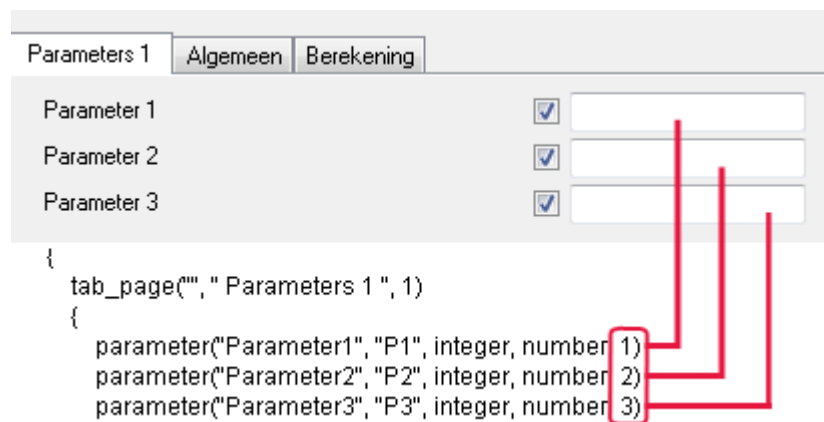 Parameters 1 Algemeen Berekening
Parameter 1
Parameter 2
Parameter 3
{
tab_page("", " Parameters 1 ", 1)
{
parameter("Parameter1", "P1", integer, number, 1)
parameter("Parameter2", "P2", integer, number, 2)
parameter("Parameter3", "P3", integer, number, 3)